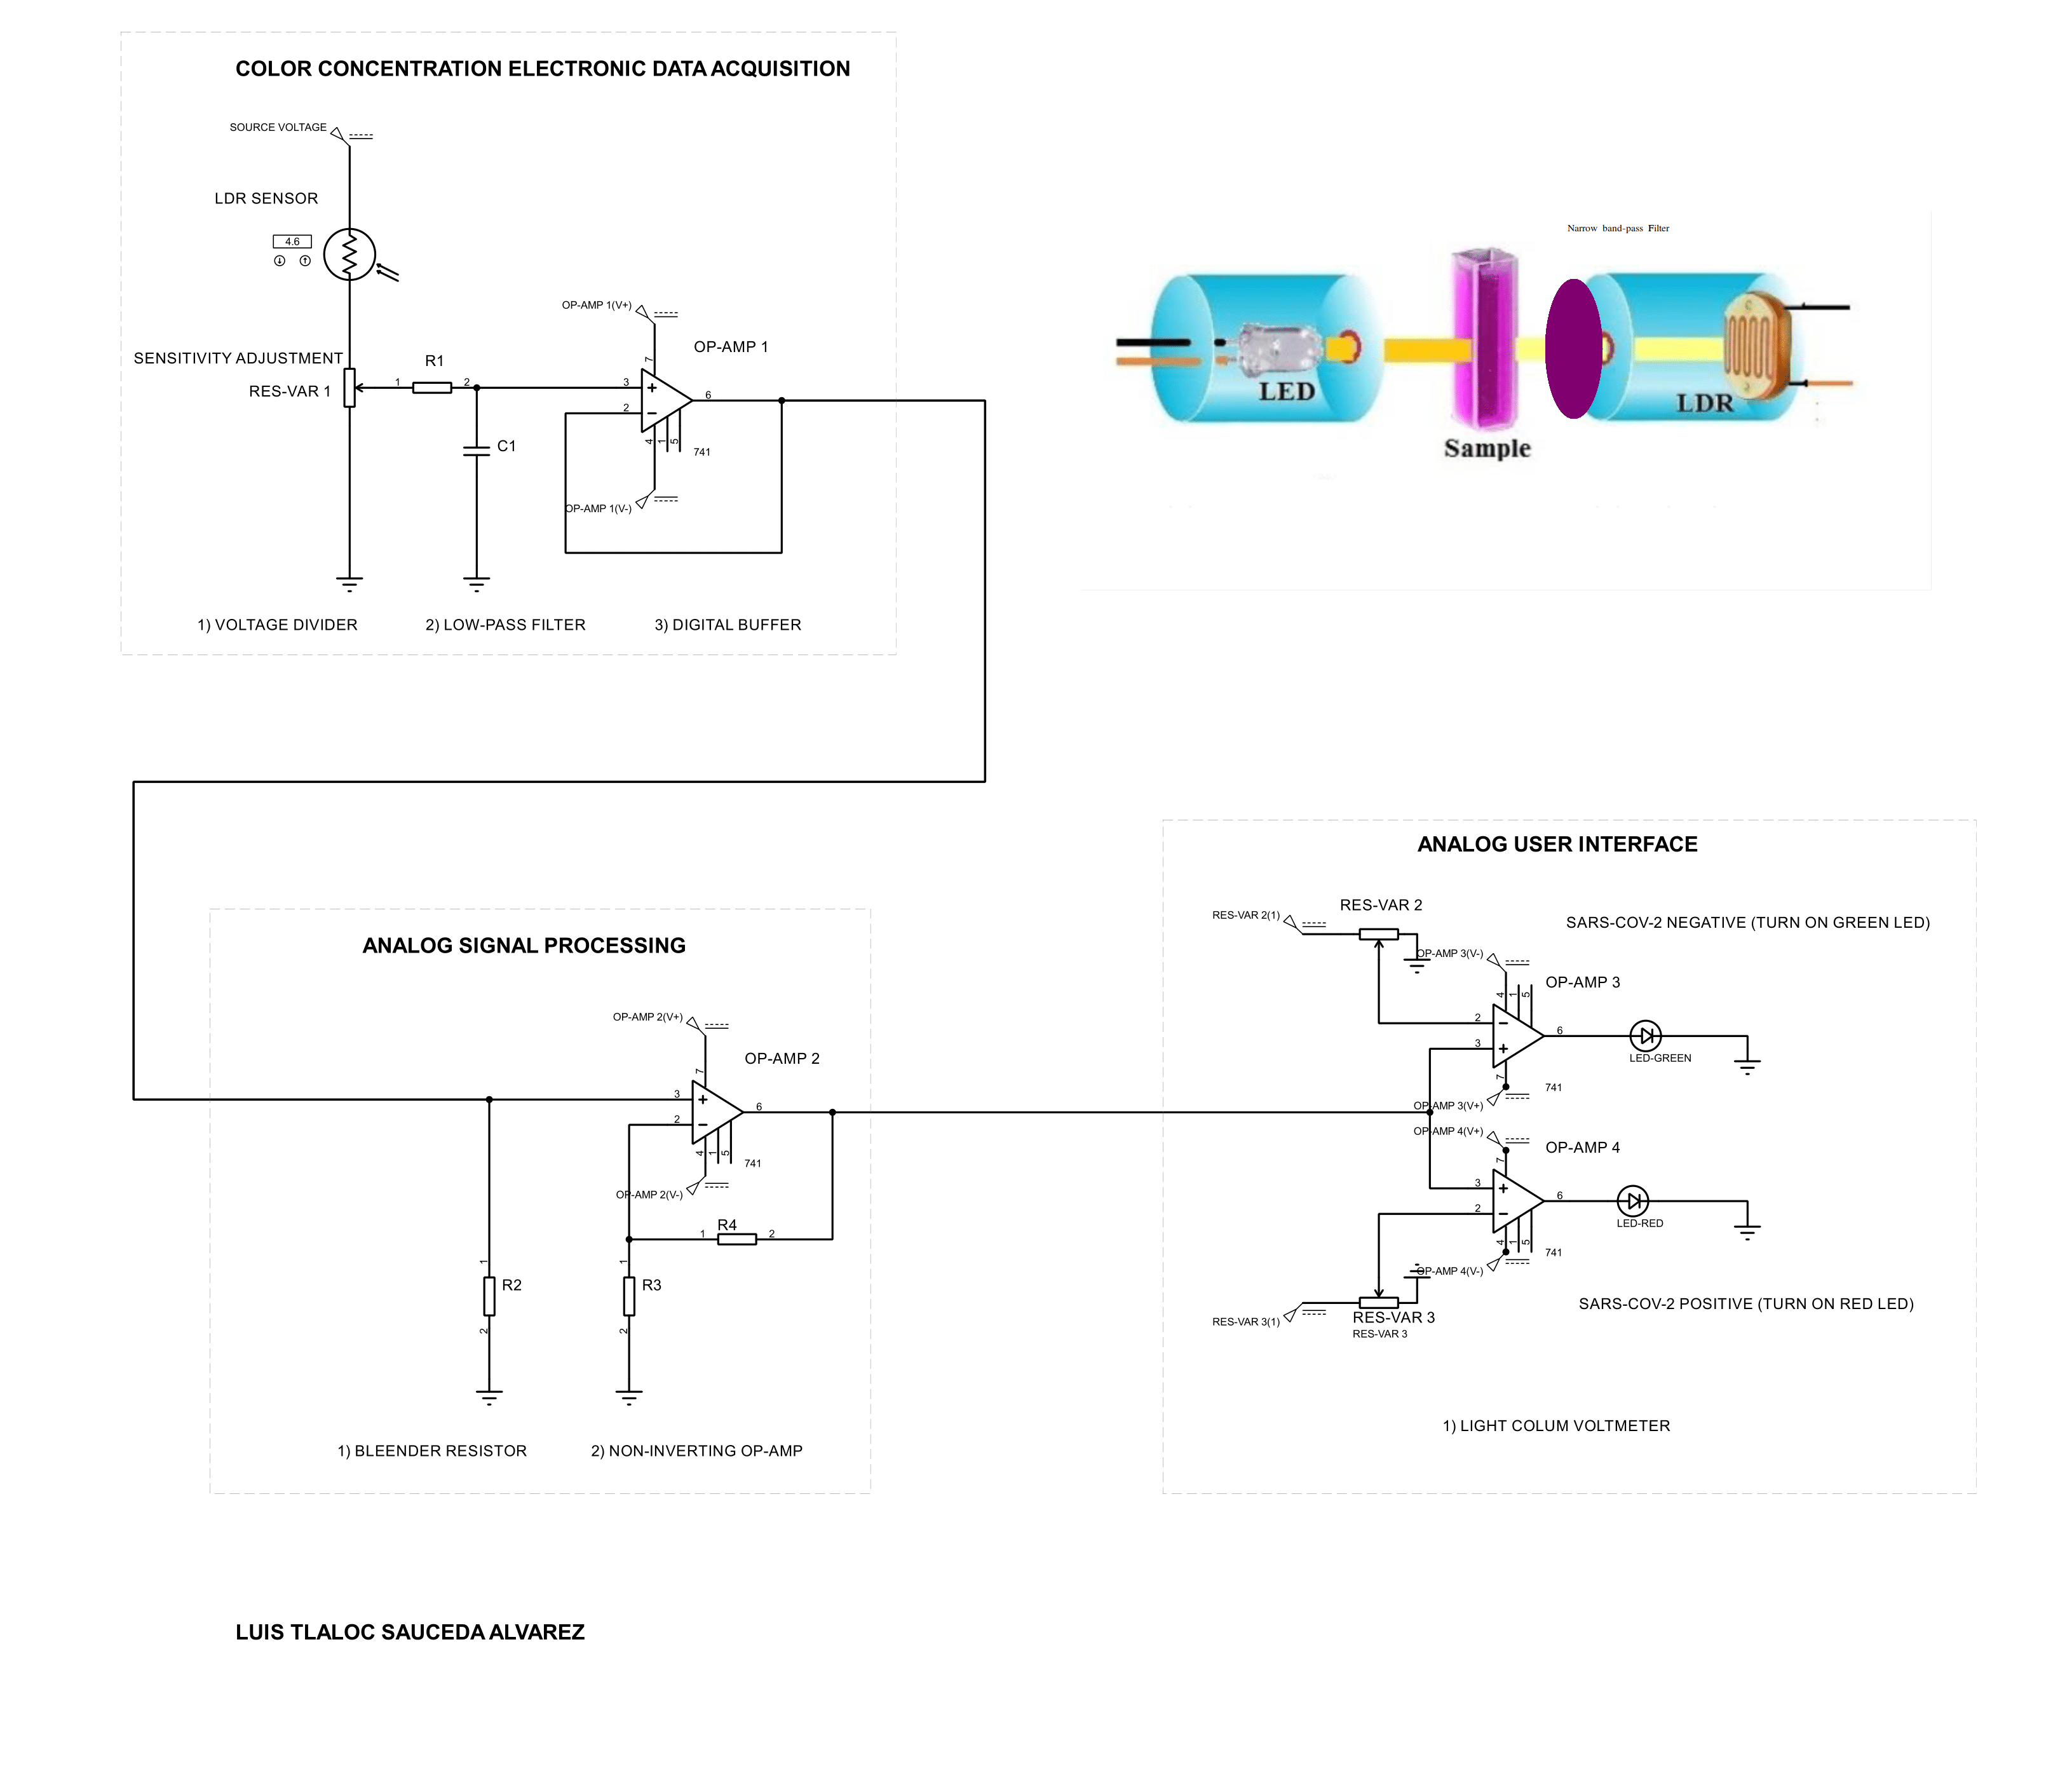 COLOR CONCENTRATION ELECTRONIC DATA ACQUISITION
SOURCE VOLTAGE
LDR SENSOR
4.6
SENSITIVITY ADJUSTMENT
RES-VAR 1
R1
1
2
C1
OP-AMP 1(V+)
OP-AMP 1
7
3
2
6
4
1
5
741
OP-AMP 1(V-)
1) VOLTAGE DIVIDER
2) LOW-PASS FILTER
3) DIGITAL BUFFER
Narrow band-pass Filter
LED
Sample
LDR
ANALOG SIGNAL PROCESSING
OP-AMP 2(V+)
OP-AMP 2
7
3
2
6
4
1
5
741
OP-AMP 2(V-)
R4
1
2
1
R2
2
1
R3
2
1) BLEENDER RESISTOR
2) NON-INVERTING OP-AMP
ANALOG USER INTERFACE
RES-VAR 2
RES-VAR 2(1)
SARS-COV-2 NEGATIVE (TURN ON GREEN LED)
OP-AMP 3(V-)
OP-AMP 3
4
1
5
2
3
6
7
LED-GREEN
741
OP-AMP 3(V+)
OP-AMP 4(V+)
OP-AMP 4
7
3
2
6
4
1
5
LED-RED
741
OP-AMP 4(V-)
SARS-COV-2 POSITIVE (TURN ON RED LED)
RES-VAR 3(1)
RES-VAR 3
RES-VAR 3
1) LIGHT COLUM VOLTMETER
LUIS TLALOC SAUCEDA ALVAREZ